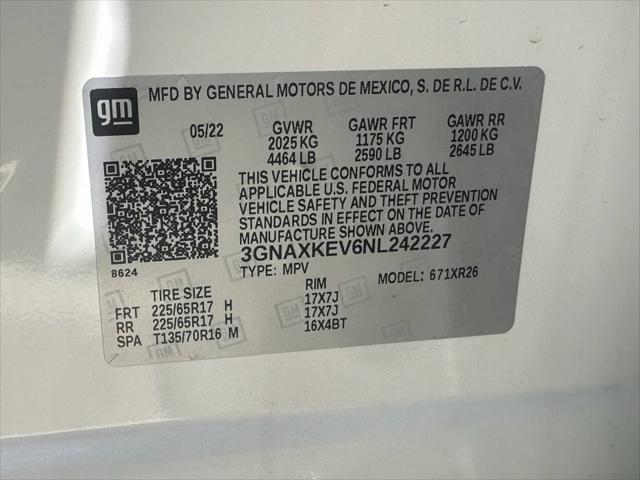 gm
MFD BY GENERAL MOTORS DE MEXICO, S. DE R.L. DE C.V.
05/22 GVWR GAWR FRT GAWR RR
2025 KG 1175 KG 1200 KG
4464 LB 2590 LB 2645 LB
THIS VEHICLE CONFORMS TO ALL
APPLICABLE U.S. FEDERAL MOTOR
VEHICLE SAFETY AND THEFT PREVENTION
STANDARDS IN EFFECT ON THE DATE OF
MANUFACTURE SHOWN ABOVE.
3GNAXKEV6NL242227
8624
TYPE: MPV MODEL: 671XR26
TIRE SIZE RIM
FRT 225/65R17 H 17X7J
RR 225/65R17 H 17X7J
SPA T135/70R16 M 16X4BT